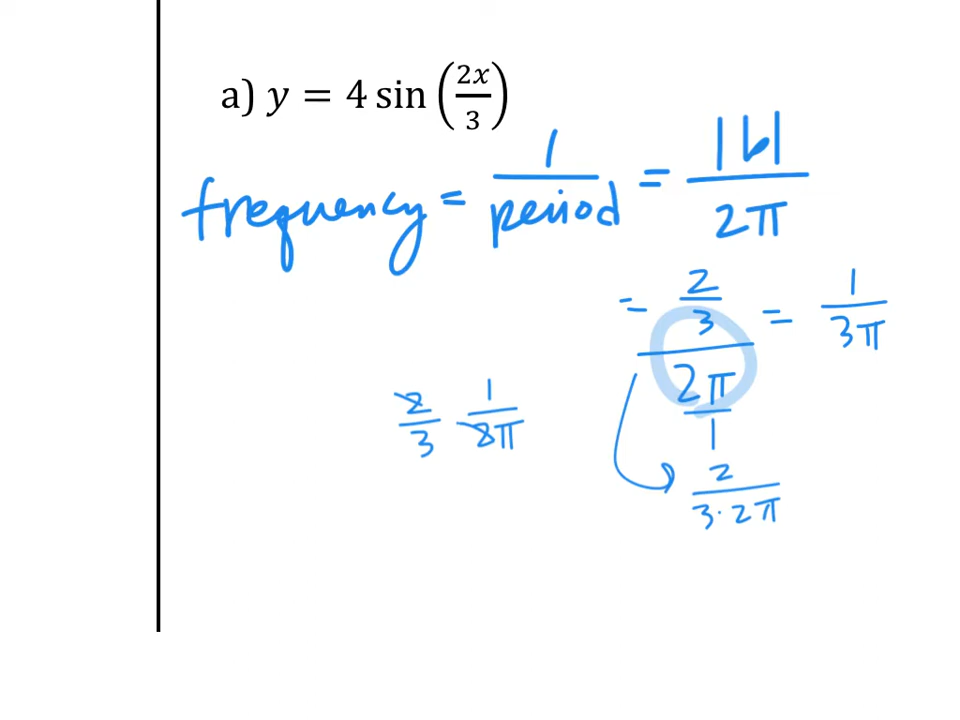 a) y = 4 sin (2x/3)
frequency = 1/period = |b|/2π
= (2/3)/(2π/1) = 1/3π
2/3 · 1/2π
2/(3·2π)